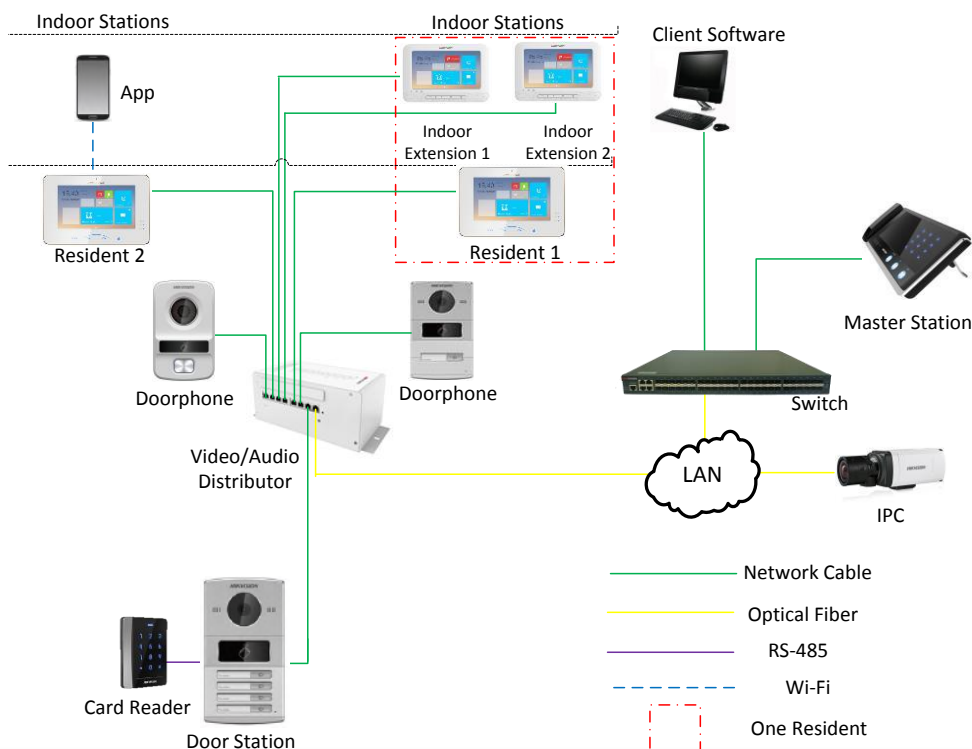 Indoor Stations
Indoor Stations
Client Software
App
Indoor
Extension 1
Indoor
Extension 2
Resident 2
Resident 1
Master Station
Doorphone
Doorphone
Switch
Video/Audio
Distributor
LAN
IPC
HIKVISION
Network Cable
Optical Fiber
RS-485
Wi-Fi
One Resident
Card Reader
Door Station